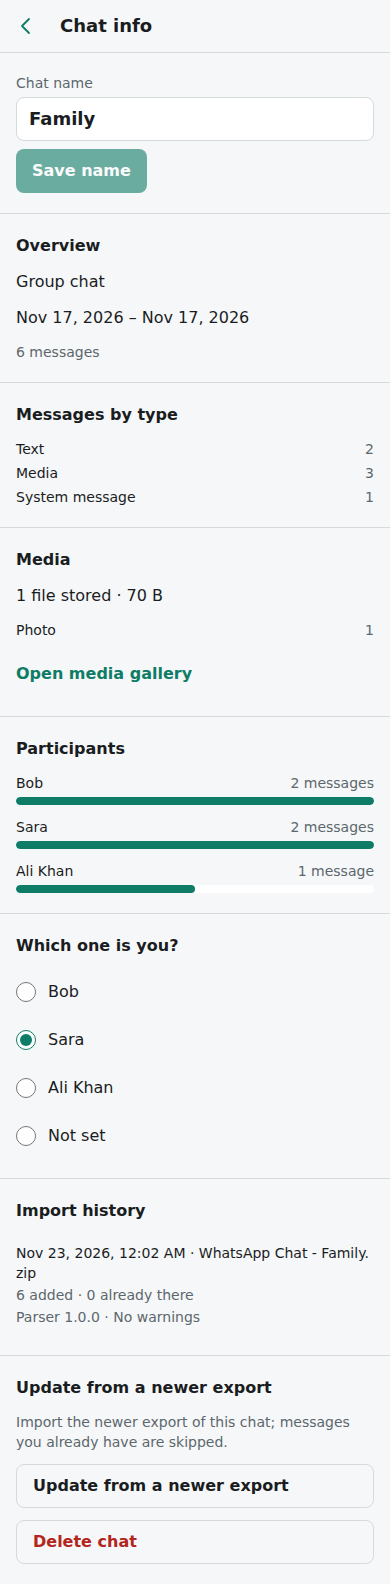 Chat info
Chat name
Family
Save name
Overview
Group chat
Nov 17, 2026 – Nov 17, 2026
6 messages
Messages by type
Text 2
Media 3
System message 1
Media
1 file stored · 70 B
Photo 1
Open media gallery
Participants
Bob 2 messages
Sara 2 messages
Ali Khan 1 message
Which one is you?
Bob
Sara
Ali Khan
Not set
Import history
Nov 23, 2026, 12:02 AM · WhatsApp Chat - Family.
zip
6 added · 0 already there
Parser 1.0.0 · No warnings
Update from a newer export
Import the newer export of this chat; messages
you already have are skipped.
Update from a newer export
Delete chat